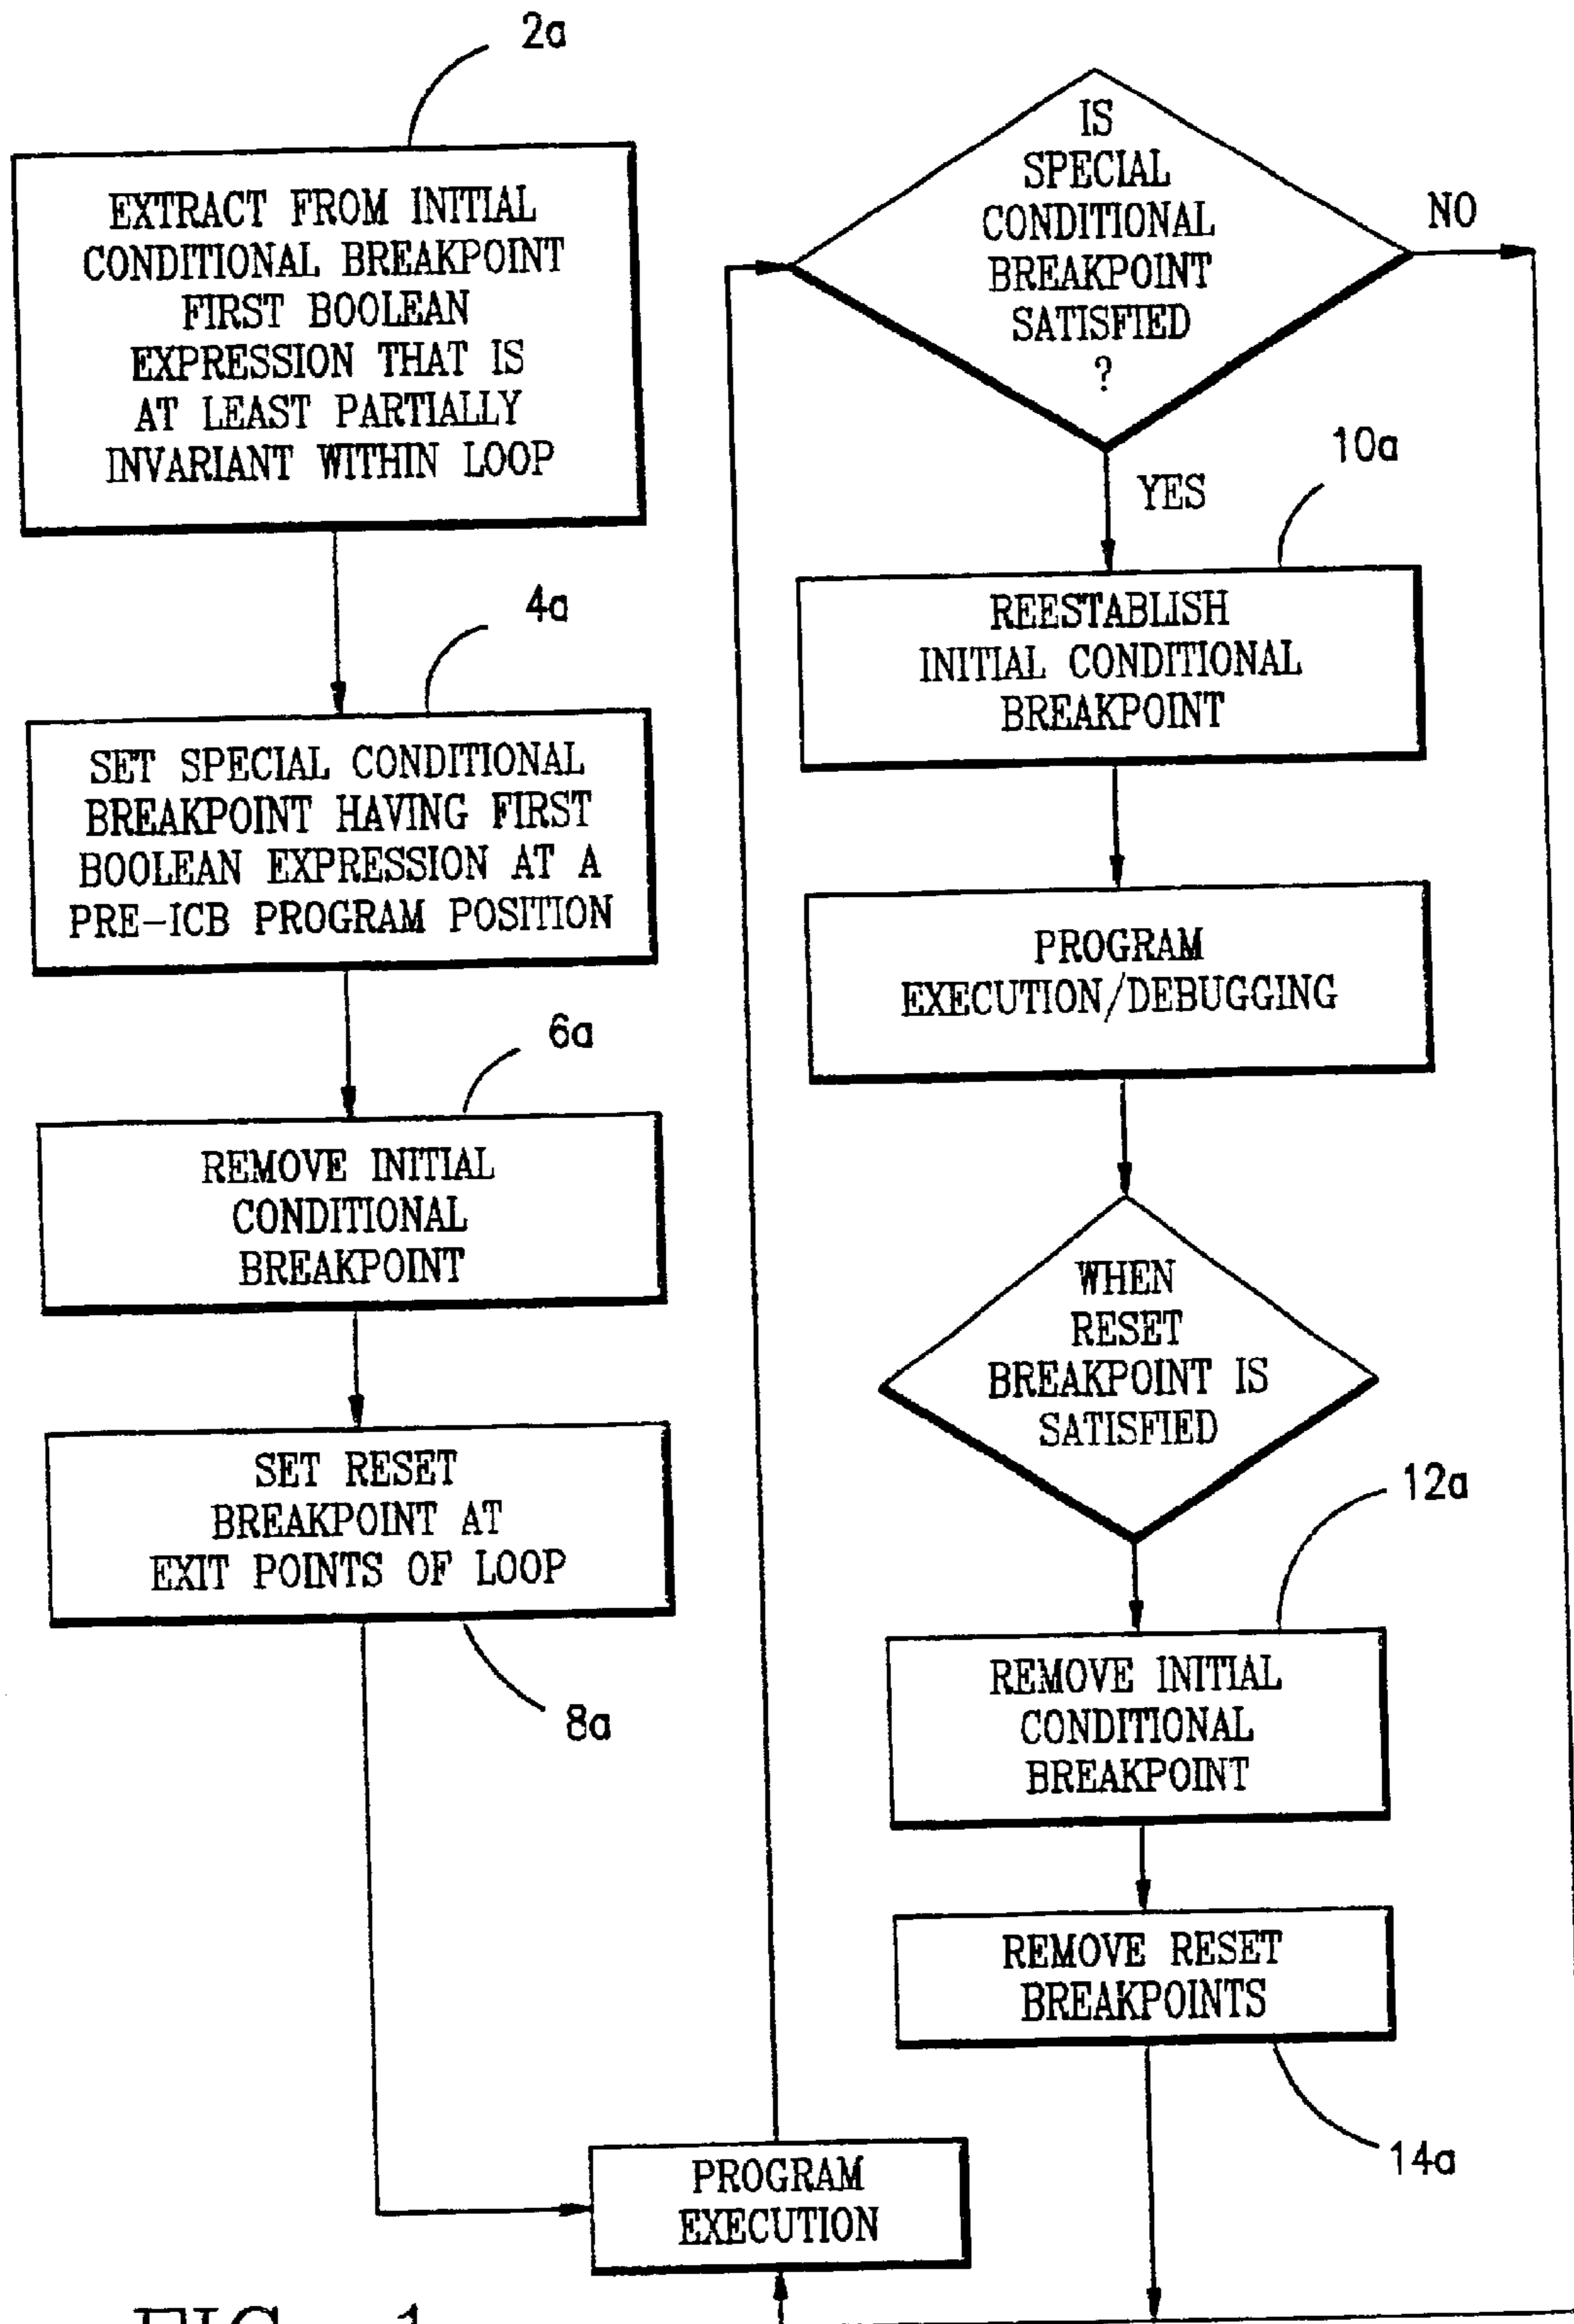 2a
EXTRACT FROM INITIAL
CONDITIONAL BREAKPOINT
FIRST BOOLEAN
EXPRESSION THAT IS
AT LEAST PARTIALLY
INVARIANT WITHIN LOOP
4a
SET SPECIAL CONDITIONAL
BREAKPOINT HAVING FIRST
BOOLEAN EXPRESSION AT A
PRE-ICB PROGRAM POSITION
6a
REMOVE INITIAL
CONDITIONAL
BREAKPOINT
SET RESET
BREAKPOINT AT
EXIT POINTS OF LOOP
8a
PROGRAM
EXECUTION
IS
SPECIAL
CONDITIONAL
BREAKPOINT
SATISFIED
?
NO
YES
10a
REESTABLISH
INITIAL CONDITIONAL
BREAKPOINT
PROGRAM
EXECUTION/DEBUGGING
WHEN
RESET
BREAKPOINT IS
SATISFIED
12a
REMOVE INITIAL
CONDITIONAL
BREAKPOINT
REMOVE RESET
BREAKPOINTS
14a